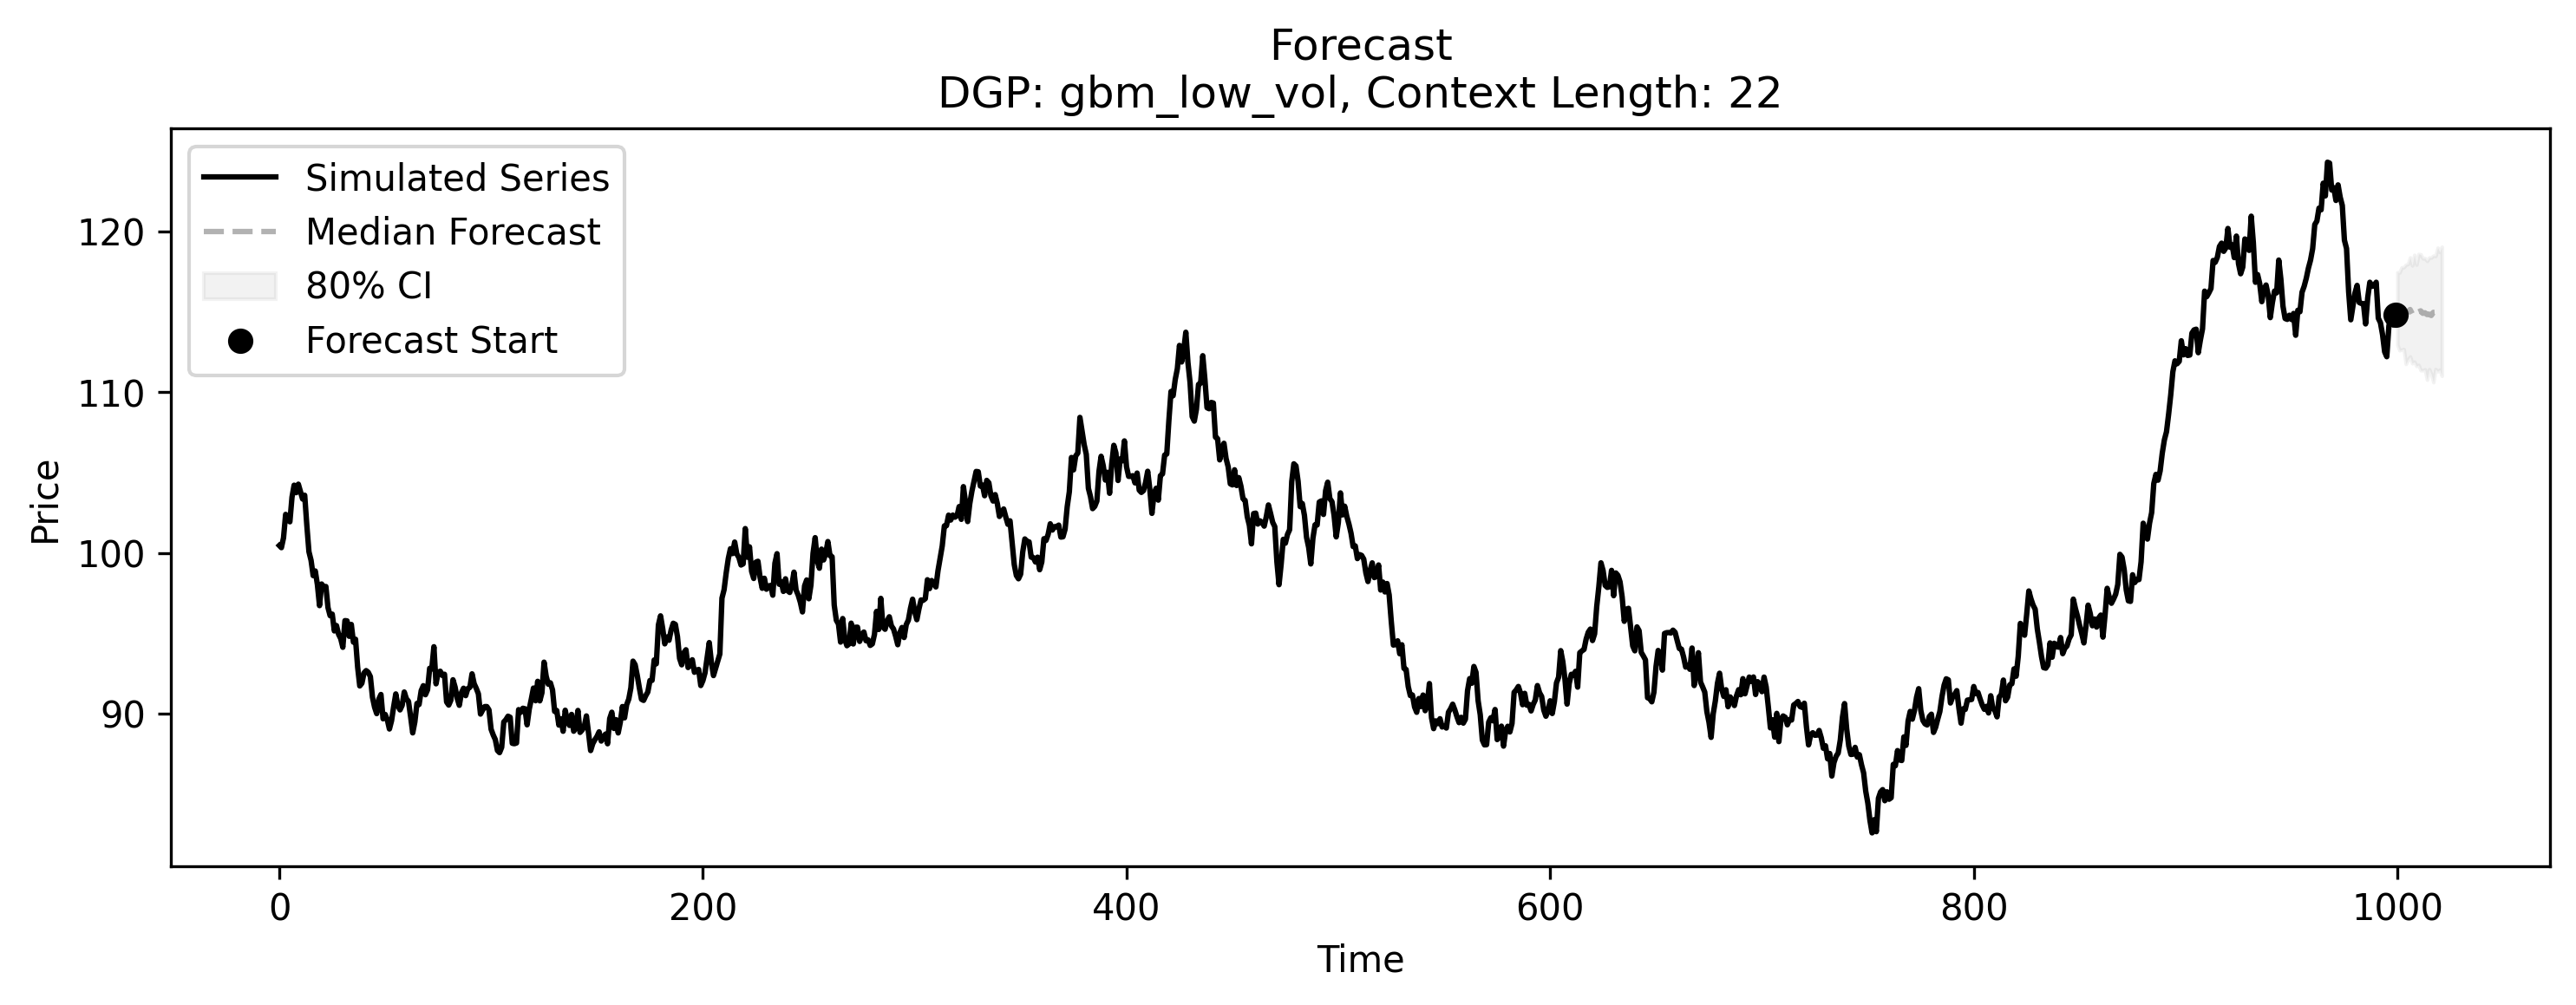 Forecast
DGP: gbm_low_vol, Context Length: 22
Simulated Series
Median Forecast
80% CI
Forecast Start
120
110
100
90
Price
0 200 400 600 800 1000
Time